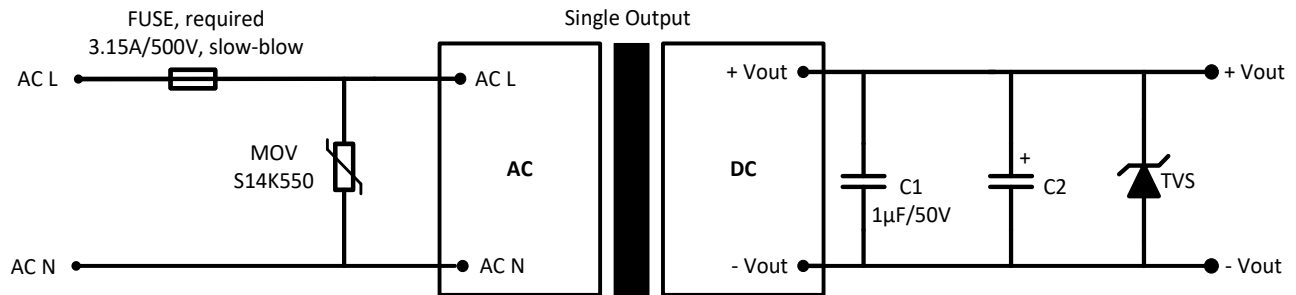 FUSE, required
3.15A/500V, slow-blow
Single Output
AC L
AC L
+ Vout
+ Vout
MOV
S14K550
AC
DC
+
C1
1µF/50V
C2
TVS
AC N
AC N
- Vout
- Vout